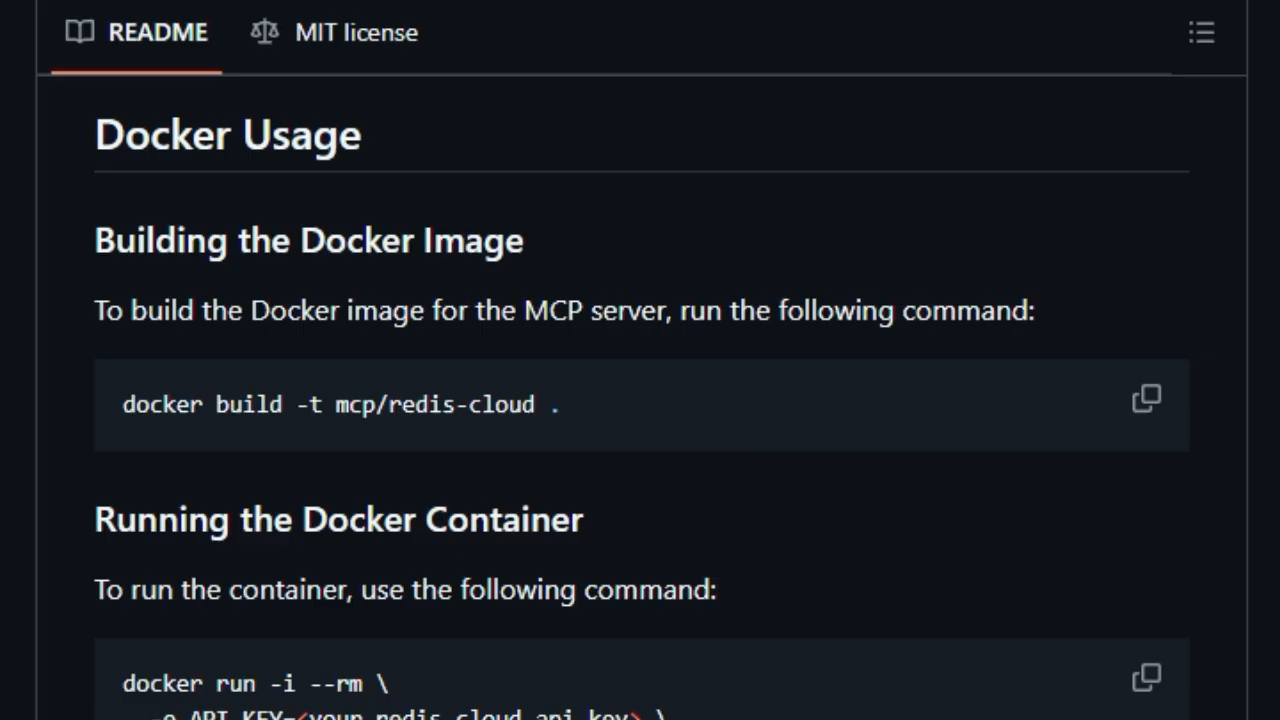 README
MIT license
Docker Usage
Building the Docker Image
To build the Docker image for the MCP server, run the following command:
docker build -t mcp/redis-cloud .
Running the Docker Container
To run the container, use the following command:
docker run -i --rm \
-e API_KEY=<your_redis_cloud_api_key> \